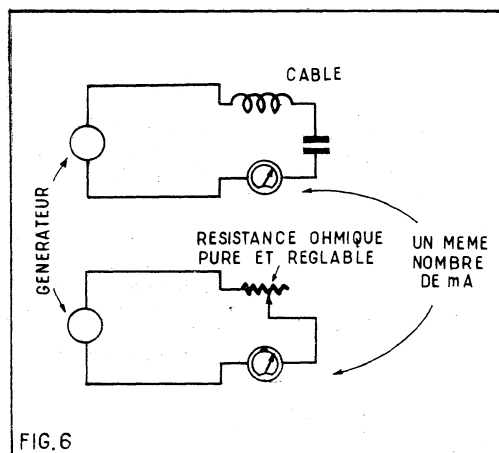 CABLE
GENERATEUR
RESISTANCE OHMIQUE
PURE ET REGLABLE
UN MEME
NOMBRE
DE mA
FIG.6